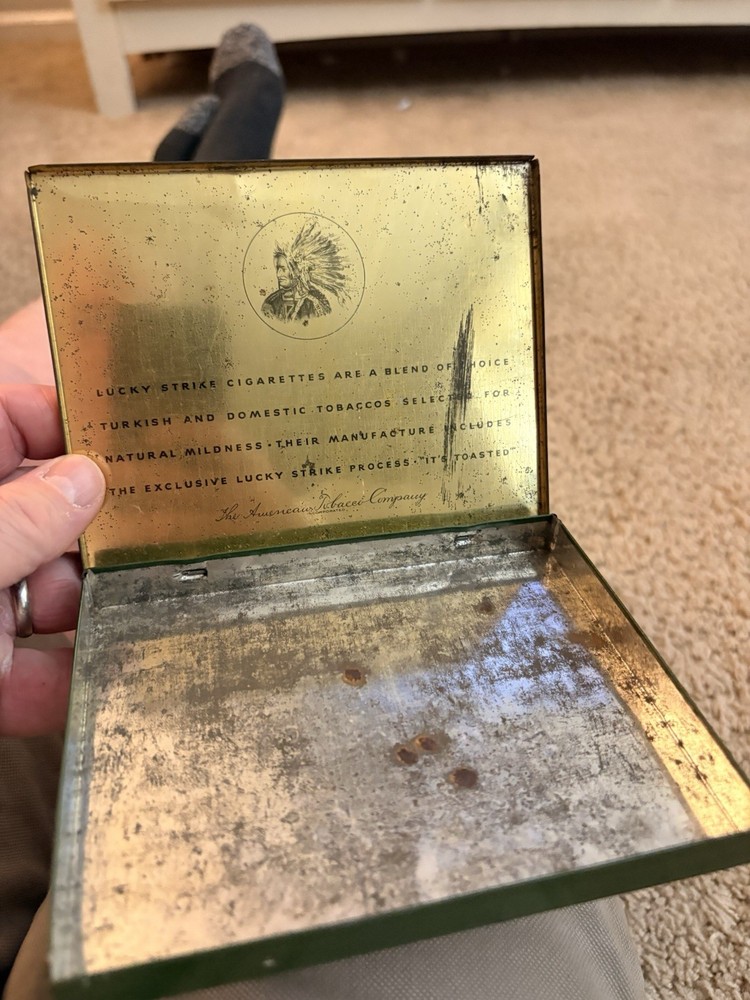 LUCKY STRIKE CIGARETTES ARE A BLEND OF CHOICE
TURKISH AND DOMESTIC TOBACCOS SELECTED FOR
NATURAL MILDNESS • THEIR MANUFACTURE INCLUDES
THE EXCLUSIVE LUCKY STRIKE PROCESS • "IT'S TOASTED"
The American Tobacco Company
INCORPORATED